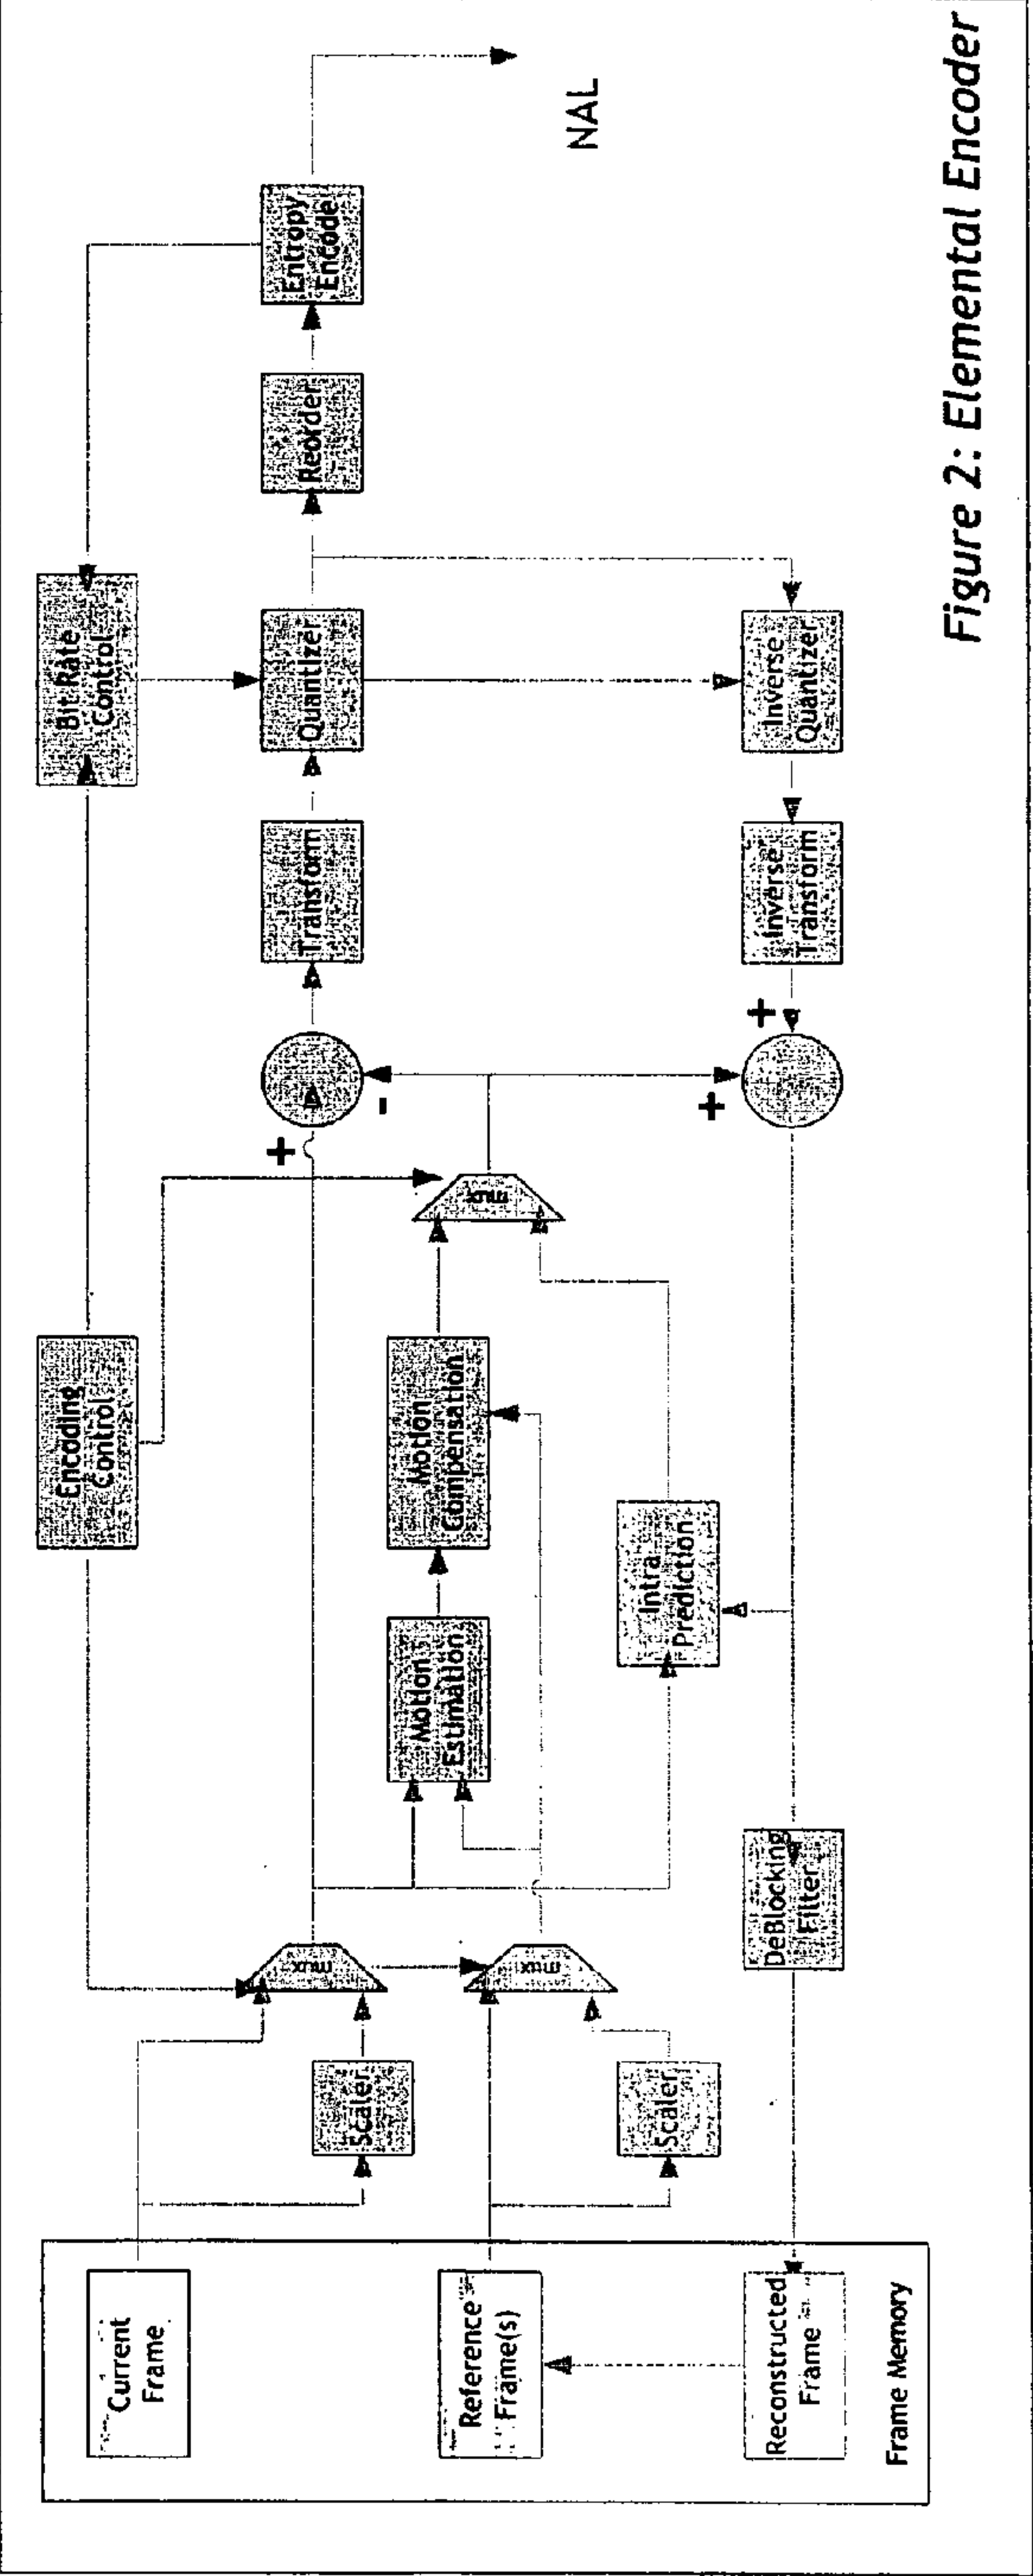 Encoding
Control
Bit Rate
Control
Current
Frame
Scaler
mux
+
-
Transform
Quantizer
Reorder
Entropy
Encode
NAL
Reference
Frame(s)
Scaler
mux
Motion
Estimation
Motion
Compensation
mux
Intra
Prediction
Reconstructed
Frame
DeBlocking
Filter
+
+
Inverse
Transform
Inverse
Quantizer
Frame Memory
Figure 2: Elemental Encoder